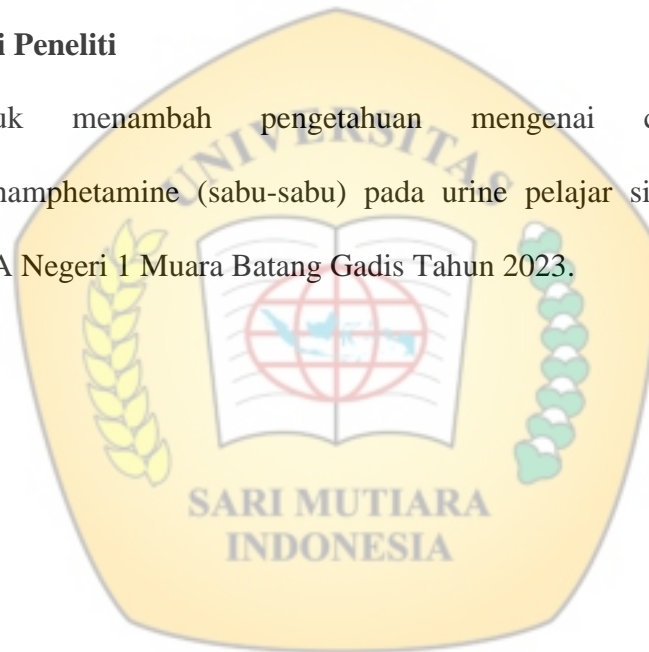 i Peneliti
uk menambah pengetahuan mengenai
namphetamine (sabu-sabu) pada urine pelajar si
A Negeri 1 Muara Batang Gadis Tahun 2023.
UNIVERSITAS
SARI MUTIARA
INDONESIA